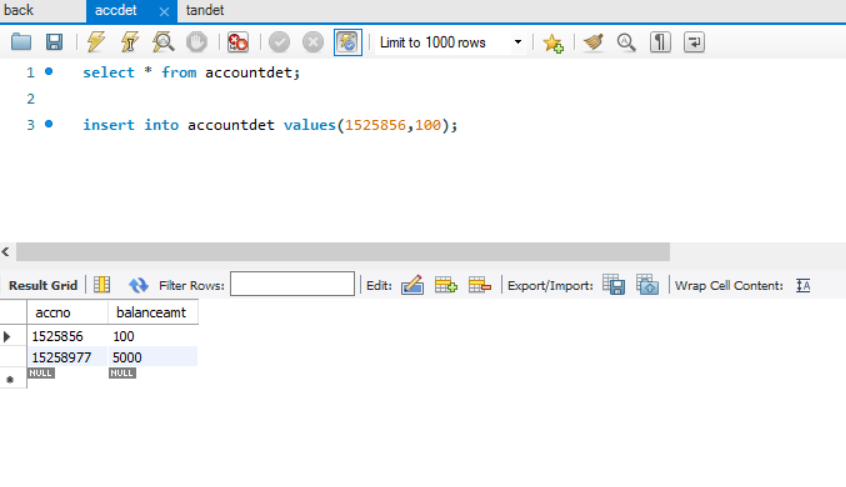 back accdet tandet
Limit to 1000 rows
1 select * from accountdet;
2
3 insert into accountdet values(1525856,100);
Result Grid Filter Rows: Edit: Export/Import: Wrap Cell Content:
accno balanceamt
1525856 100
15258977 5000
NULL NULL